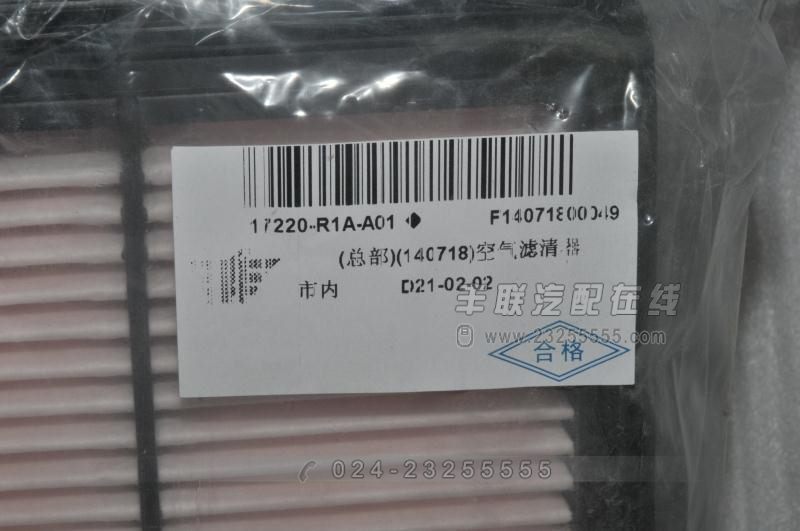 17220-R1A-A01 F14071800049
(总部)(140718)空气滤清器
市内 D21-02-02
丰联汽配在线
www.23255555.com
合格
024-23255555